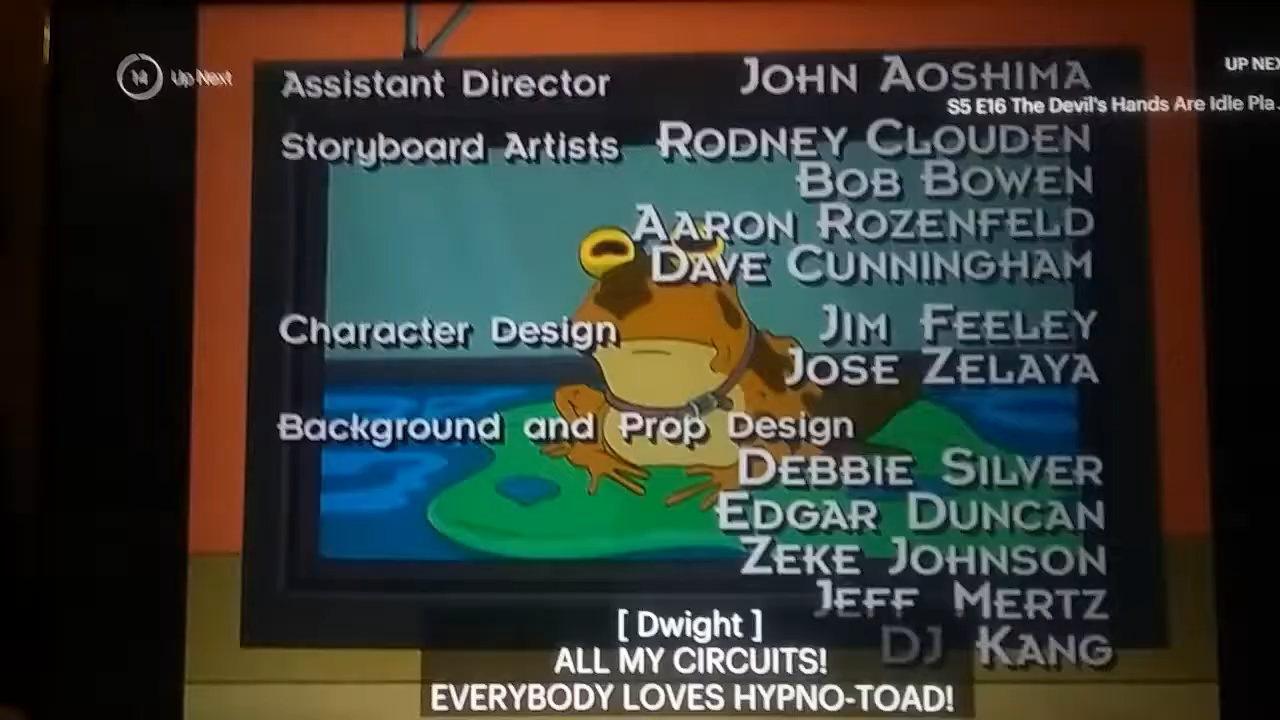 14 Up Next
UP NEX
S5 E16 The Devil's Hands Are Idle Pla...
Assistant Director JOHN AOSHIMA
Storyboard Artists RODNEY CLOUDEN
BOB BOWEN
AARON ROZENFELD
DAVE CUNNINGHAM
Character Design JIM FEELEY
JOSE ZELAYA
Background and Prop Design
DEBBIE SILVER
EDGAR DUNCAN
ZEKE JOHNSON
JEFF MERTZ
DJ KANG
[ Dwight ]
ALL MY CIRCUITS!
EVERYBODY LOVES HYPNO-TOAD!